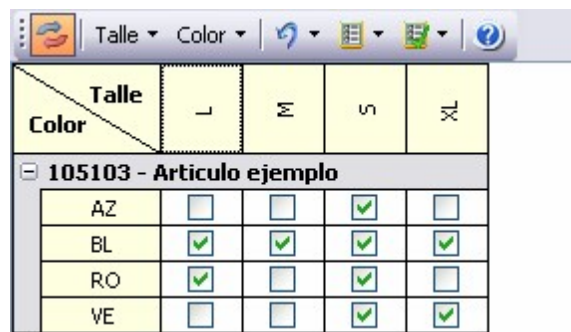 Talle Color
Talle
Color
L M S XL
105103 - Articulo ejemplo
AZ
BL
RO
VE